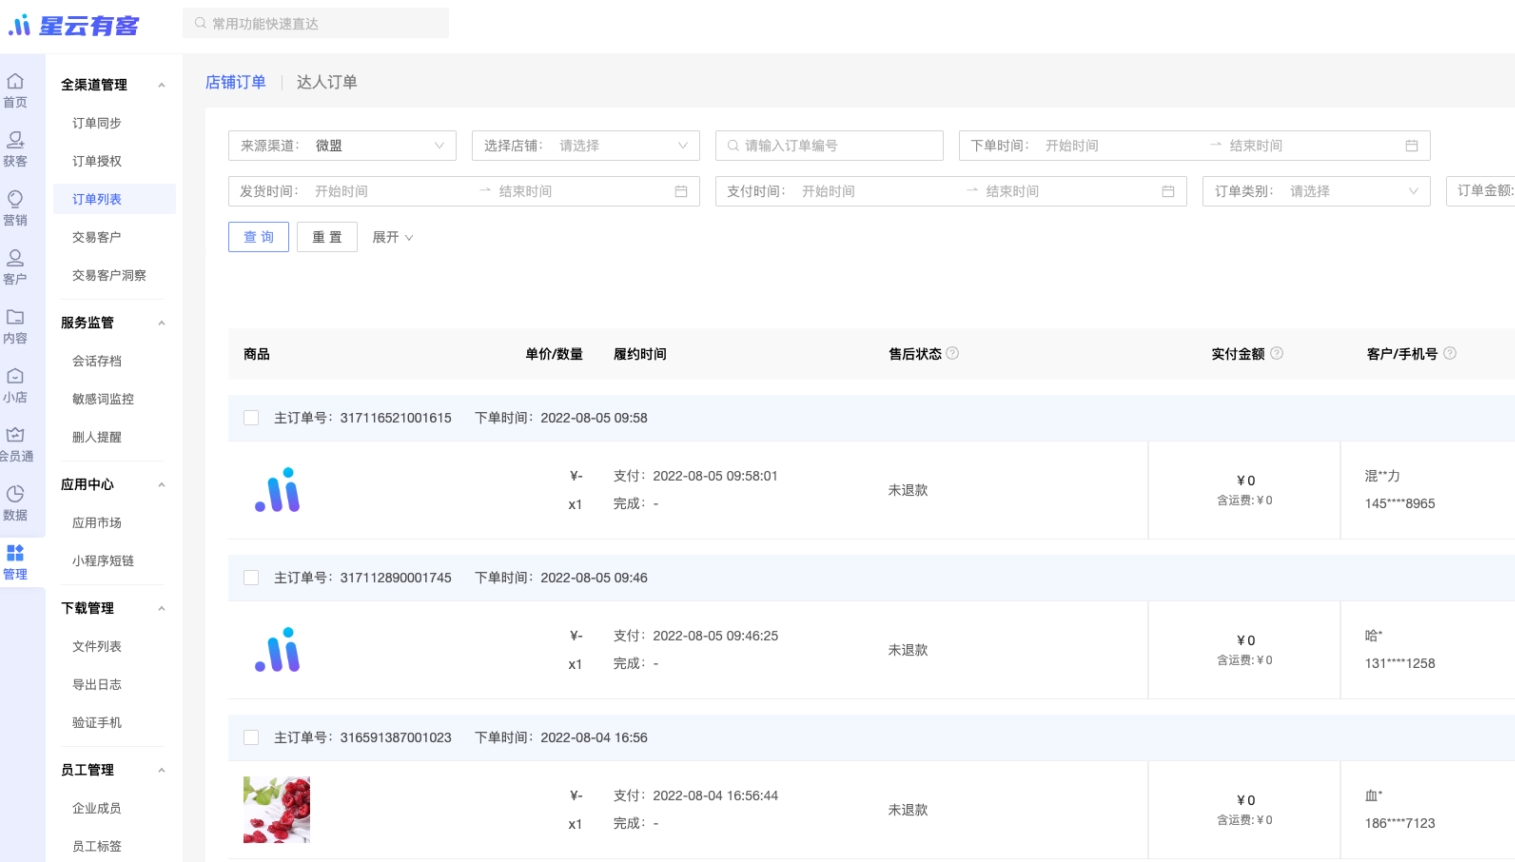 星云有客
常用功能快速直达
首页
获客
营销
客户
内容
小店
会员通
数据
管理
全渠道管理
订单同步
订单授权
订单列表
交易客户
交易客户洞察
服务监管
会话存档
敏感词监控
删人提醒
应用中心
应用市场
小程序短链
下载管理
文件列表
导出日志
验证手机
员工管理
企业成员
员工标签
店铺订单 达人订单
来源渠道： 微盟 选择店铺： 请选择 请输入订单编号 下单时间： 开始时间 → 结束时间
发货时间： 开始时间 → 结束时间 支付时间： 开始时间 → 结束时间 订单类别： 请选择 订单金额:
查 询 重 置 展开
商品 单价/数量 履约时间 售后状态 实付金额 客户/手机号
主订单号：317116521001615 下单时间：2022-08-05 09:58
¥- 支付：2022-08-05 09:58:01 未退款 ¥0 混**力
x1 完成：- 含运费:¥0 145****8965
主订单号：317112890001745 下单时间：2022-08-05 09:46
¥- 支付：2022-08-05 09:46:25 未退款 ¥0 哈*
x1 完成：- 含运费:¥0 131****1258
主订单号：316591387001023 下单时间：2022-08-04 16:56
¥- 支付：2022-08-04 16:56:44 未退款 ¥0 血*
x1 完成：- 含运费:¥0 186****7123